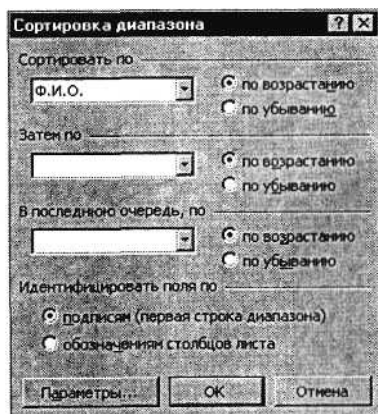 Сортировка диапазона
Сортировать по
Ф.И.О.
по возрастанию
по убыванию
Затем по
по возрастанию
по убыванию
В последнюю очередь, по
по возрастанию
по убыванию
Идентифицировать поля по
подписям (первая строка диапазона)
обозначениям столбцов листа
Параметры... ОК Отмена